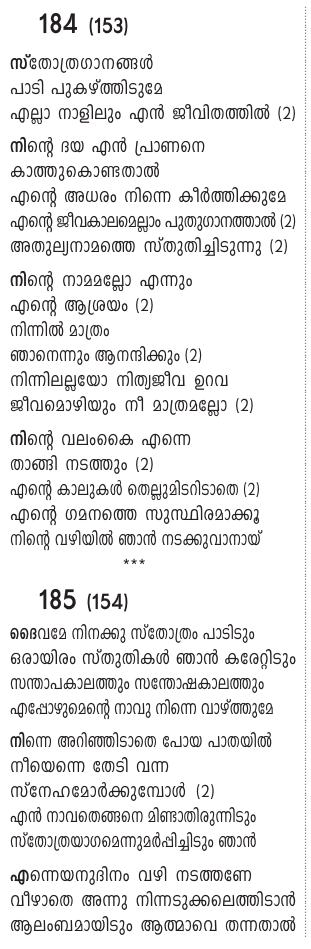 184 (153)
സ്തോത്രഗാനങ്ങൾ
പാടി പുകഴ്ത്തിടുമേ
എല്ലാ നാളിലും എൻ ജീവിതത്തിൽ (2)
നിന്റെ ദയ എൻ പ്രാണനെ
കാത്തുകൊണ്ടതാൽ
എന്റെ അധരം നിന്നെ കീർത്തിക്കുമേ
എന്റെ ജീവകാലമെല്ലാം പുതുഗാനത്താൽ (2)
അതുല്യനാമത്തെ സ്തുതിച്ചിടുന്നു (2)
നിന്റെ നാമമല്ലോ എന്നും
എന്റെ ആശ്രയം (2)
നിന്നിൽ മാത്രം
ഞാനെന്നും ആനന്ദിക്കും (2)
നിന്നിലല്ലയോ നിത്യജീവ ഉറവ
ജീവമൊഴിയും നീ മാത്രമല്ലോ (2)
നിന്റെ വലംകൈ എന്നെ
താങ്ങി നടത്തും (2)
എന്റെ കാലുകൾ തെല്ലുമിടറിടാതെ (2)
എന്റെ ഗമനത്തെ സുസ്ഥിരമാക്കൂ
നിന്റെ വഴിയിൽ ഞാൻ നടക്കുവാനായ്
***
185 (154)
ദൈവമേ നിനക്കു സ്തോത്രം പാടിടും
ഒരായിരം സ്തുതികൾ ഞാൻ കരേറ്റിടും
സന്താപകാലത്തും സന്തോഷകാലത്തും
എപ്പോഴുമെന്റെ നാവു നിന്നെ വാഴ്ത്തുമേ
നിന്നെ അറിഞ്ഞിടാതെ പോയ പാതയിൽ
നീയെന്നെ തേടി വന്ന
സ്നേഹമോർക്കുമ്പോൾ (2)
എൻ നാവതെങ്ങനെ മിണ്ടാതിരുന്നിടും
സ്തോത്രയാഗമെന്നുമർപ്പിച്ചിടും ഞാൻ
എന്നെയനുദിനം വഴി നടത്തണേ
വീഴാതെ അന്നു നിന്നടുക്കലെത്തിടാൻ
ആലംബമായിടും ആത്മാവെ തന്നതാൽ